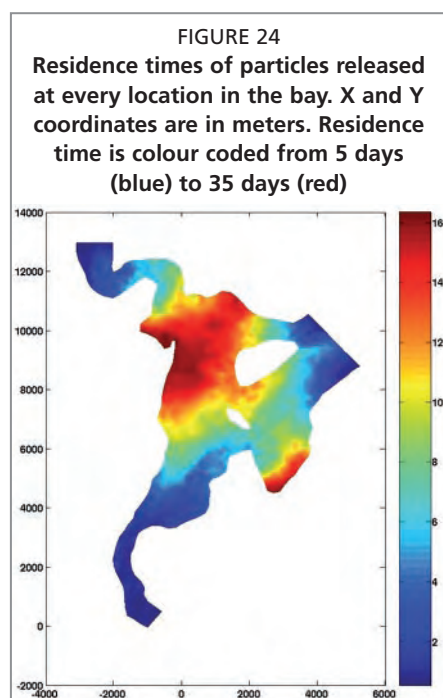 FIGURE 24
Residence times of particles released
at every location in the bay. X and Y
coordinates are in meters. Residence
time is colour coded from 5 days
(blue) to 35 days (red)
14000
12000
10000
8000
6000
4000
2000
0
-2000
-4000 -2000 0 2000 4000 6000
16
14
12
10
8
6
4
2